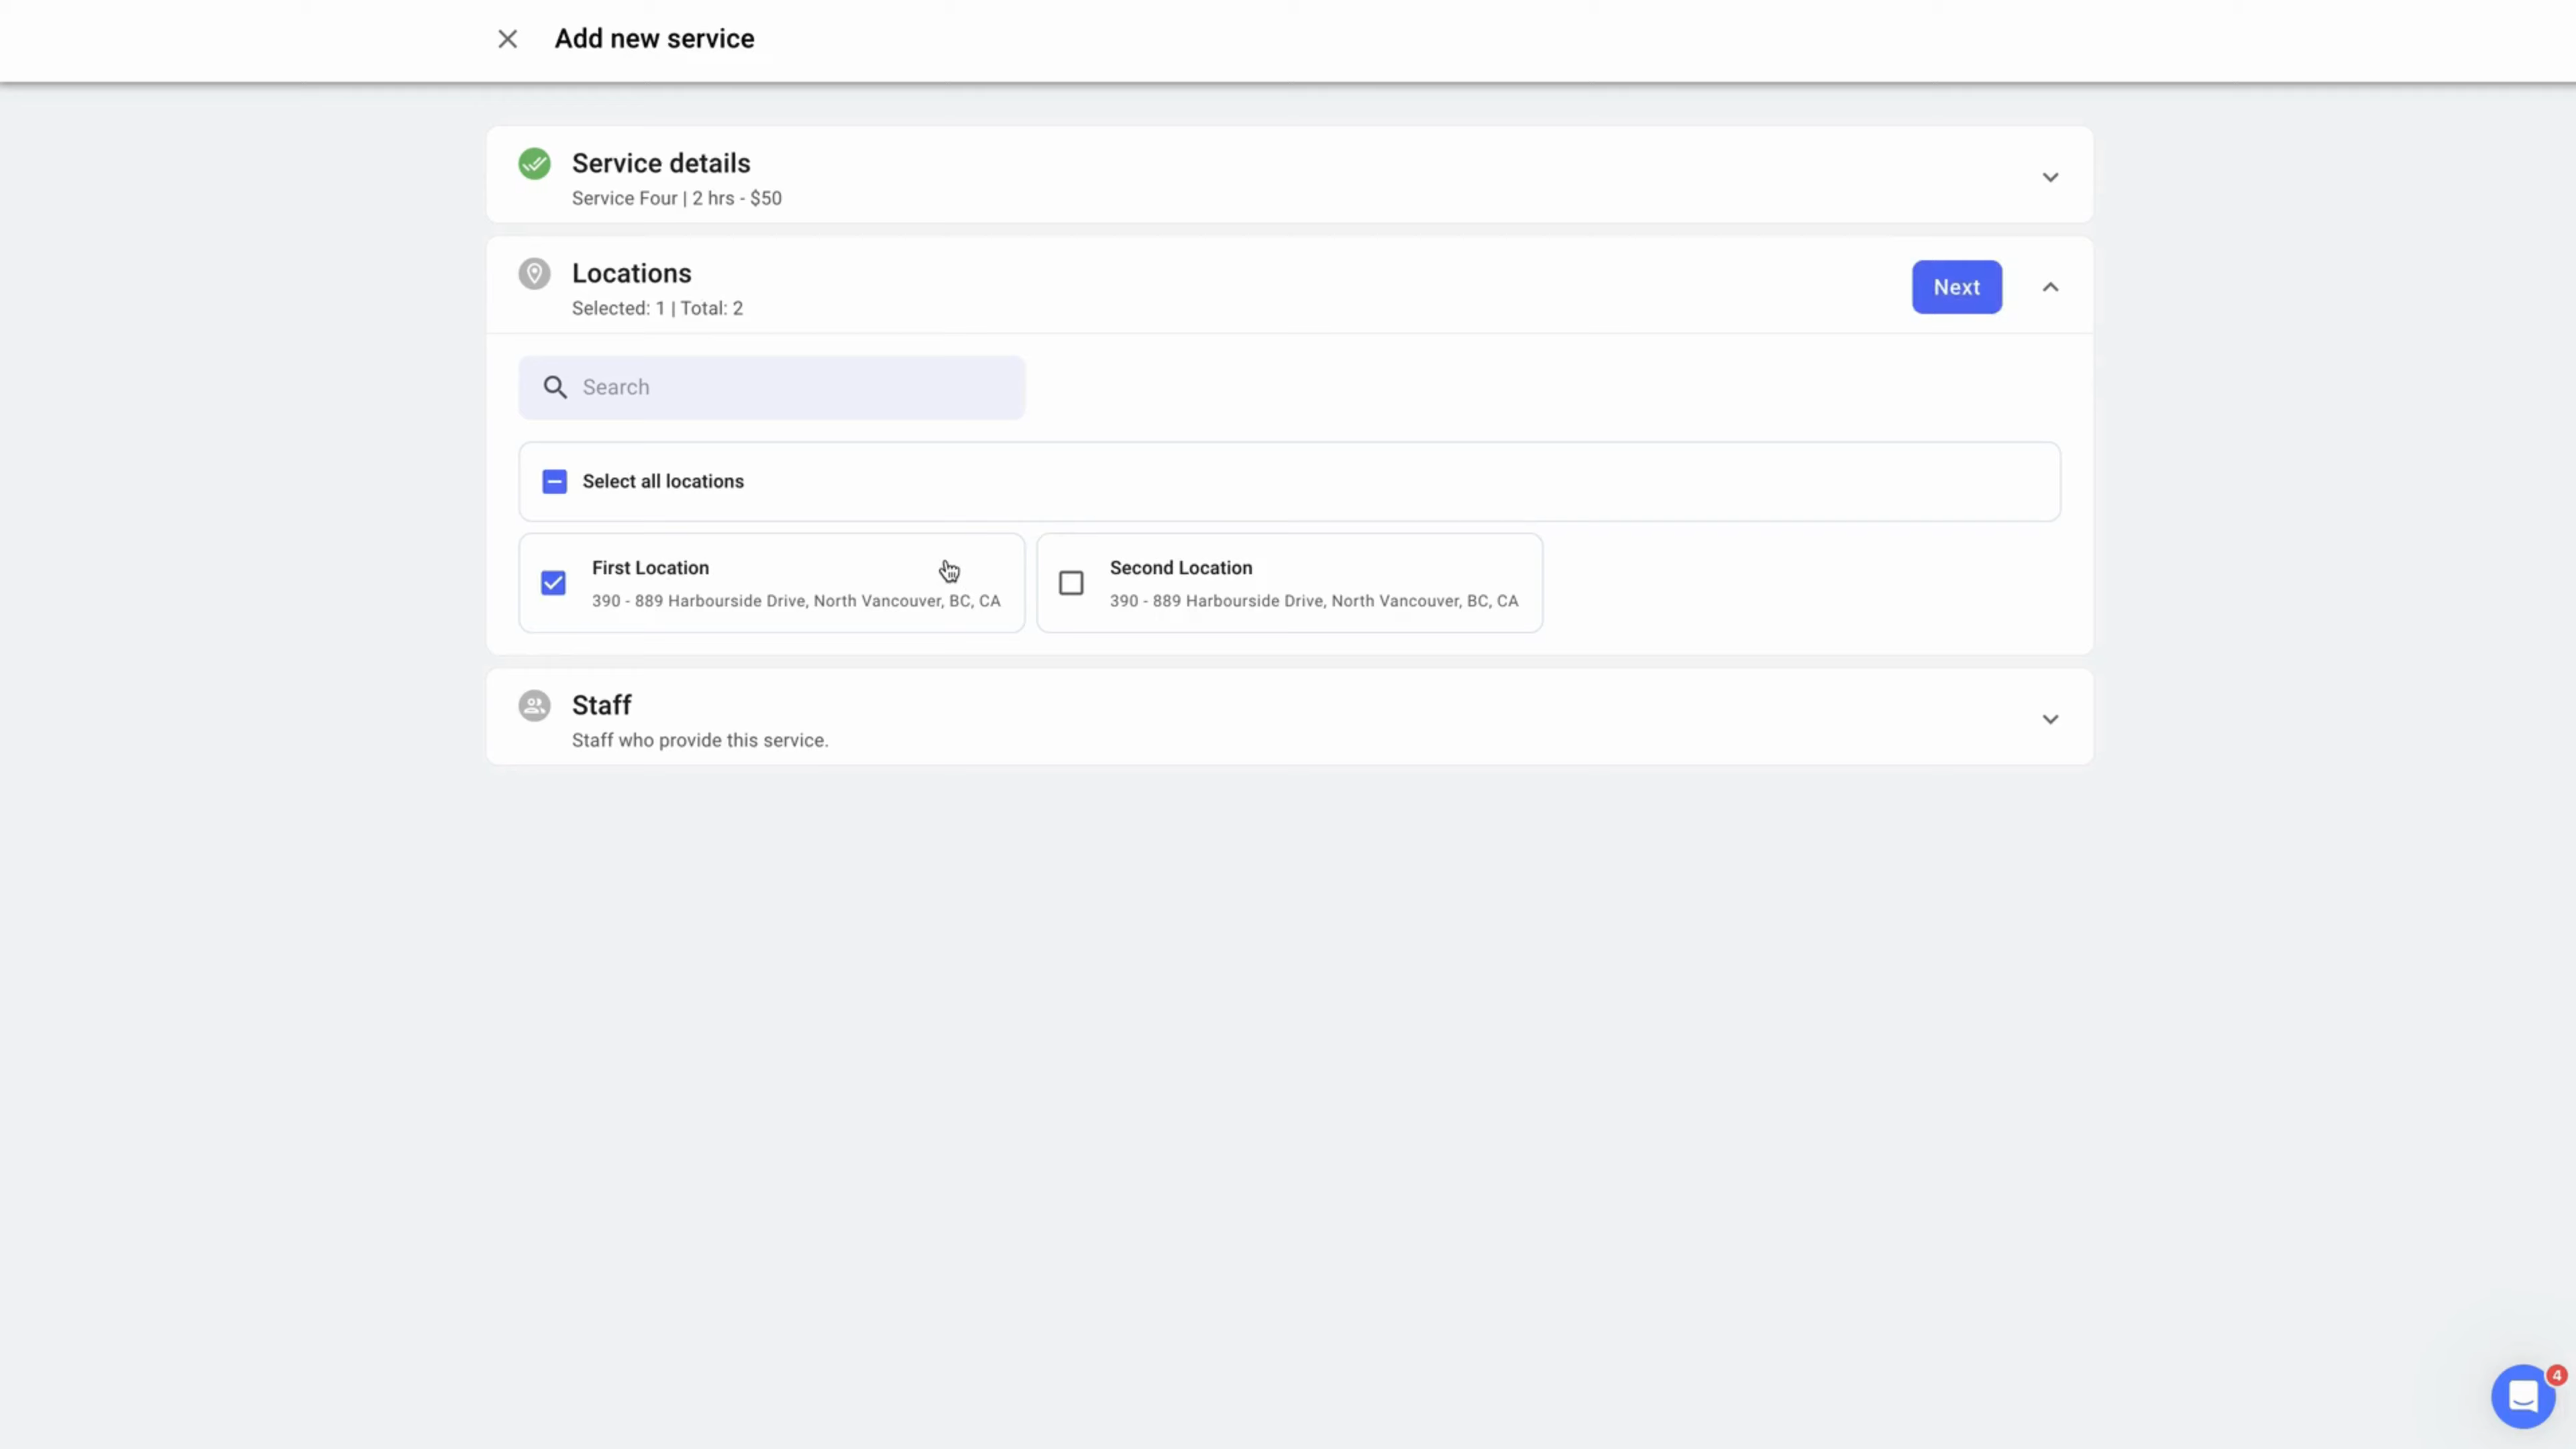 Add new service
Service details
Service Four | 2 hrs - $50
Locations
Selected: 1 | Total: 2
Next
Search
Select all locations
First Location
390 - 889 Harbourside Drive, North Vancouver, BC, CA
Second Location
390 - 889 Harbourside Drive, North Vancouver, BC, CA
Staff
Staff who provide this service.
4